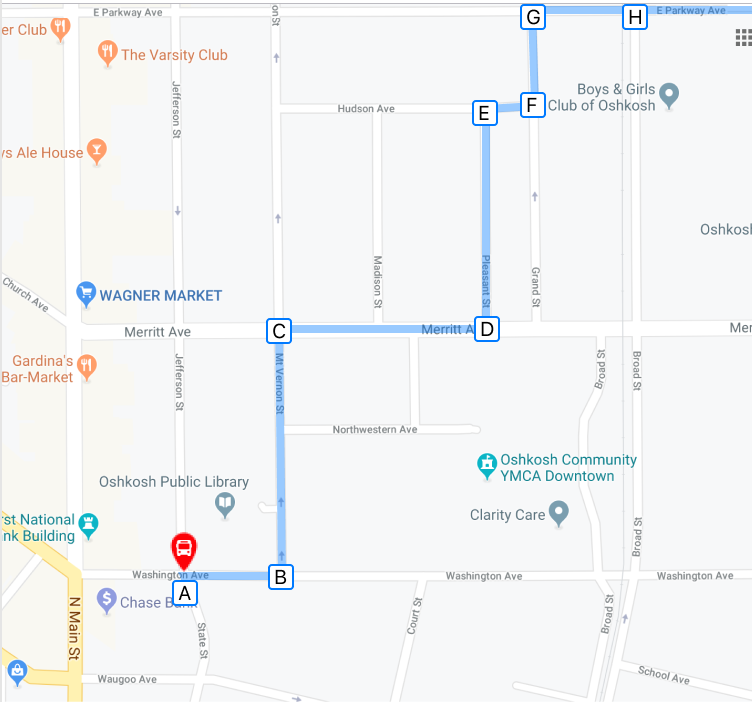 E Parkway Ave
on St
G
H
E Parkway Ave
er Club
The Varsity Club
Jefferson St
Hudson Ave
E
F
Boys & Girls
Club of Oshkosh
ys Ale House
Oshkosh
Church Ave
WAGNER MARKET
Madison St
Pleasant St
Grand St
Merritt Ave
C
Merritt A
D
Mer
Gardina's
Bar-Market
Jefferson St
Mt Vernon St
Broad St
Broad St
Northwestern Ave
Oshkosh Public Library
Oshkosh Community
YMCA Downtown
Clarity Care
rst National
nk Building
Broad St
Washington Ave
B
Washington Ave
Washington Ave
A
Chase Bank
N Main St
State St
Court St
Broad St
Waugoo Ave
School Ave